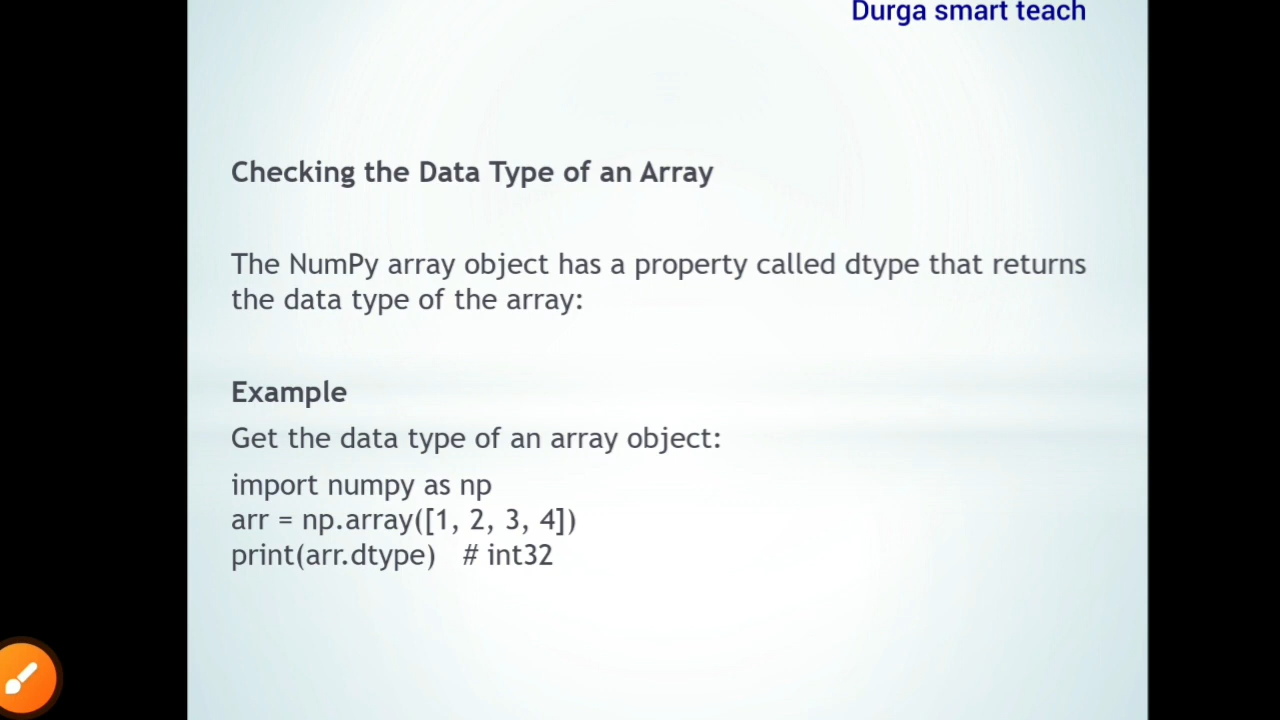 Durga smart teach
Checking the Data Type of an Array
The NumPy array object has a property called dtype that returns
the data type of the array:
Example
Get the data type of an array object:
import numpy as np
arr = np.array([1, 2, 3, 4])
print(arr.dtype)   # int32